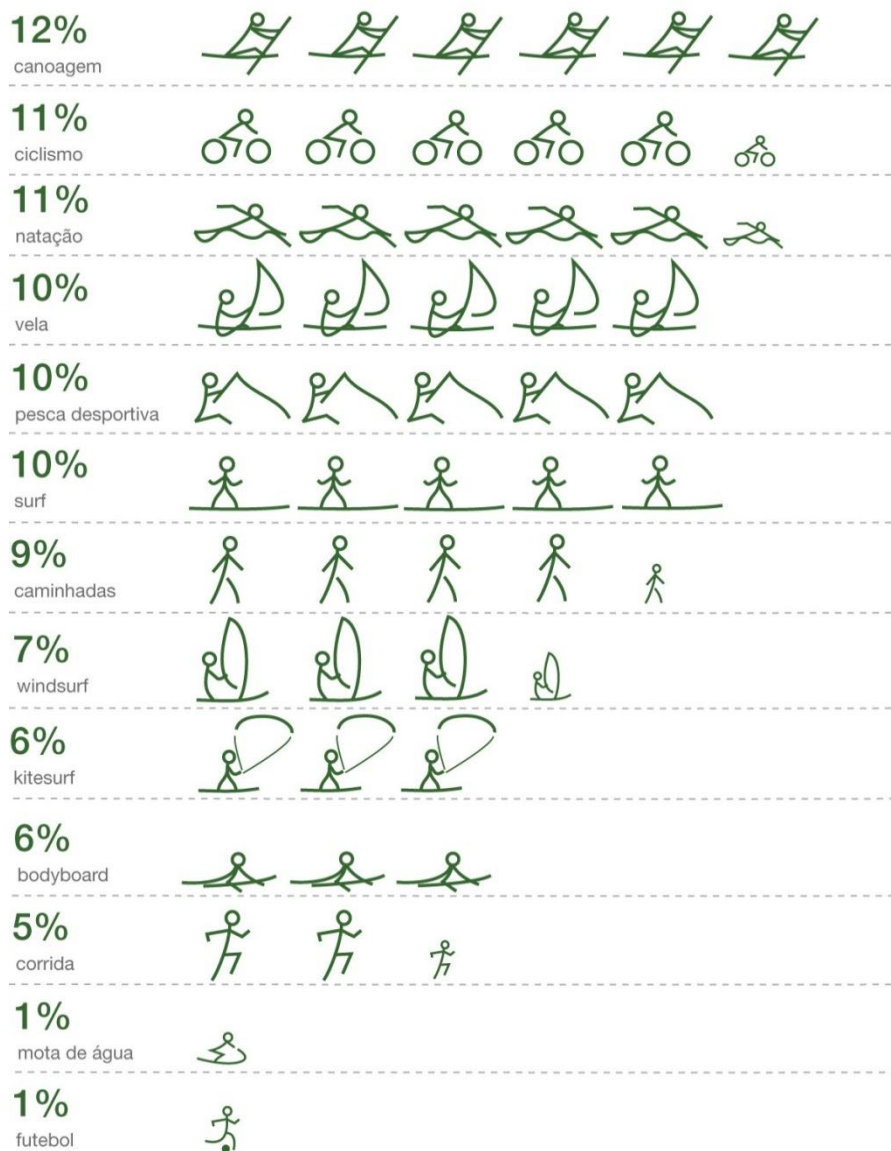 12%
canoagem
11%
ciclismo
11%
natação
10%
vela
10%
pesca desportiva
10%
surf
9%
caminhadas
7%
windsurf
6%
kitesurf
6%
bodyboard
5%
corrida
1%
mota de água
1%
futebol